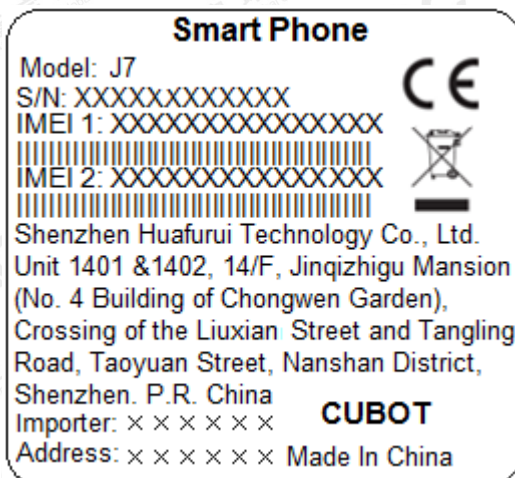 Smart Phone
Model: J7
S/N: XXXXXXXXXXXXX
IMEI 1: XXXXXXXXXXXXXXX
IMEI 2: XXXXXXXXXXXXXXX
CE
Shenzhen Huafurui Technology Co., Ltd.
Unit 1401 &1402, 14/F, Jinqizhigu Mansion
(No. 4 Building of Chongwen Garden),
Crossing of the Liuxian Street and Tangling
Road, Taoyuan Street, Nanshan District,
Shenzhen. P.R. China
Importer: × × × × × ×
CUBOT
Address: × × × × × × Made In China